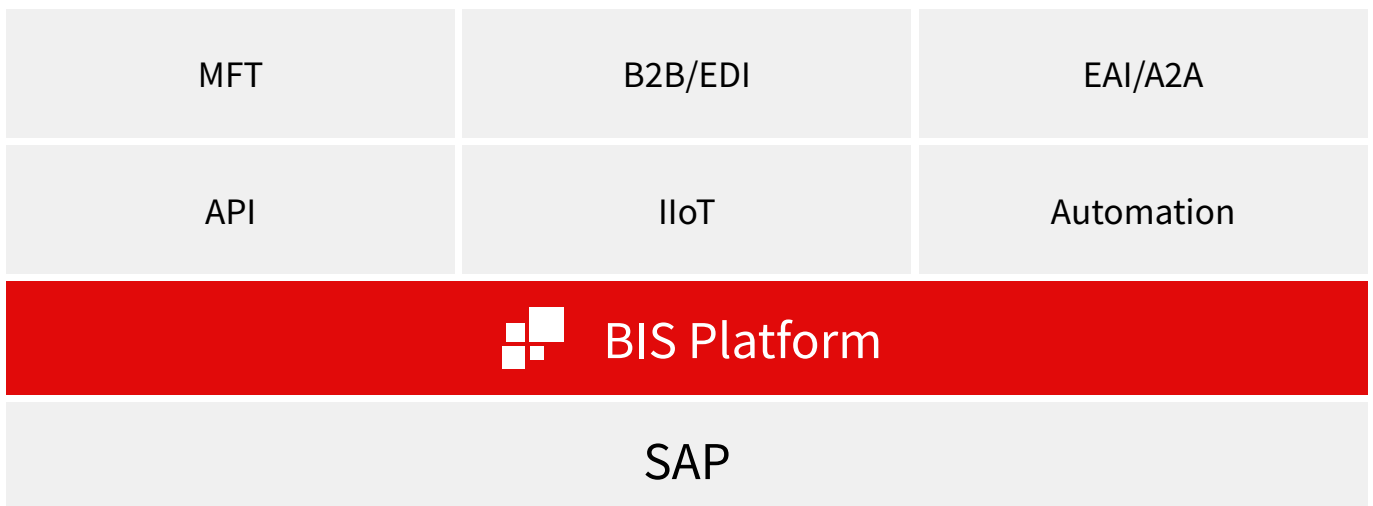 MFT
B2B/EDI
EAI/A2A
API
IIoT
Automation
BIS Platform
SAP